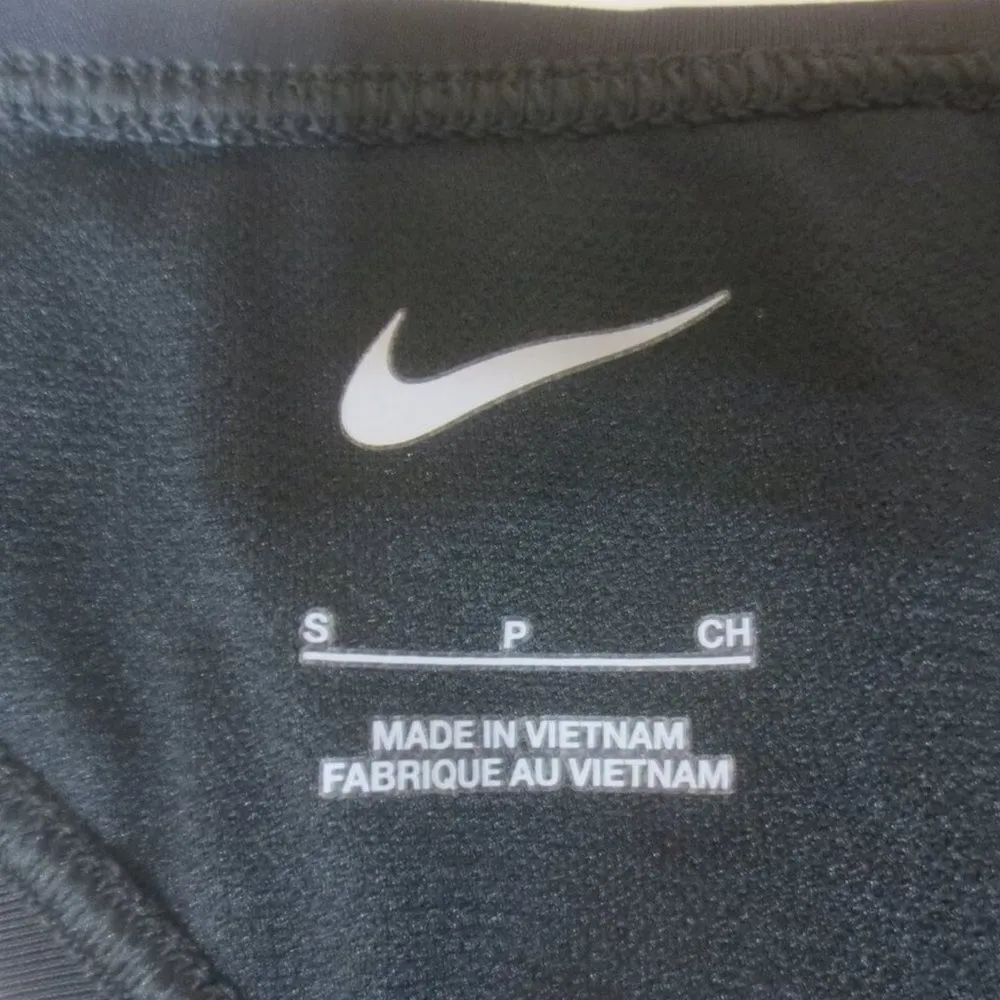 S P CH
MADE IN VIETNAM
FABRIQUE AU VIETNAM